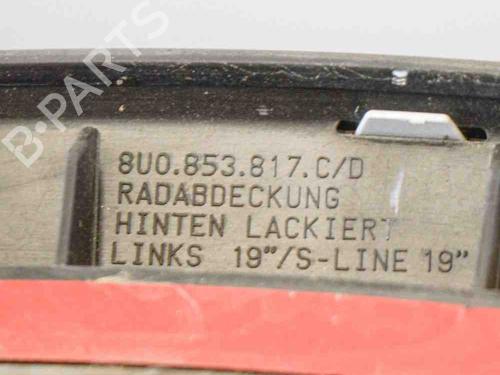 B-PARTS
8U0.853.817.C/D
RADABDECKUNG
HINTEN LACKIERT
LINKS 19"/S-LINE 19"